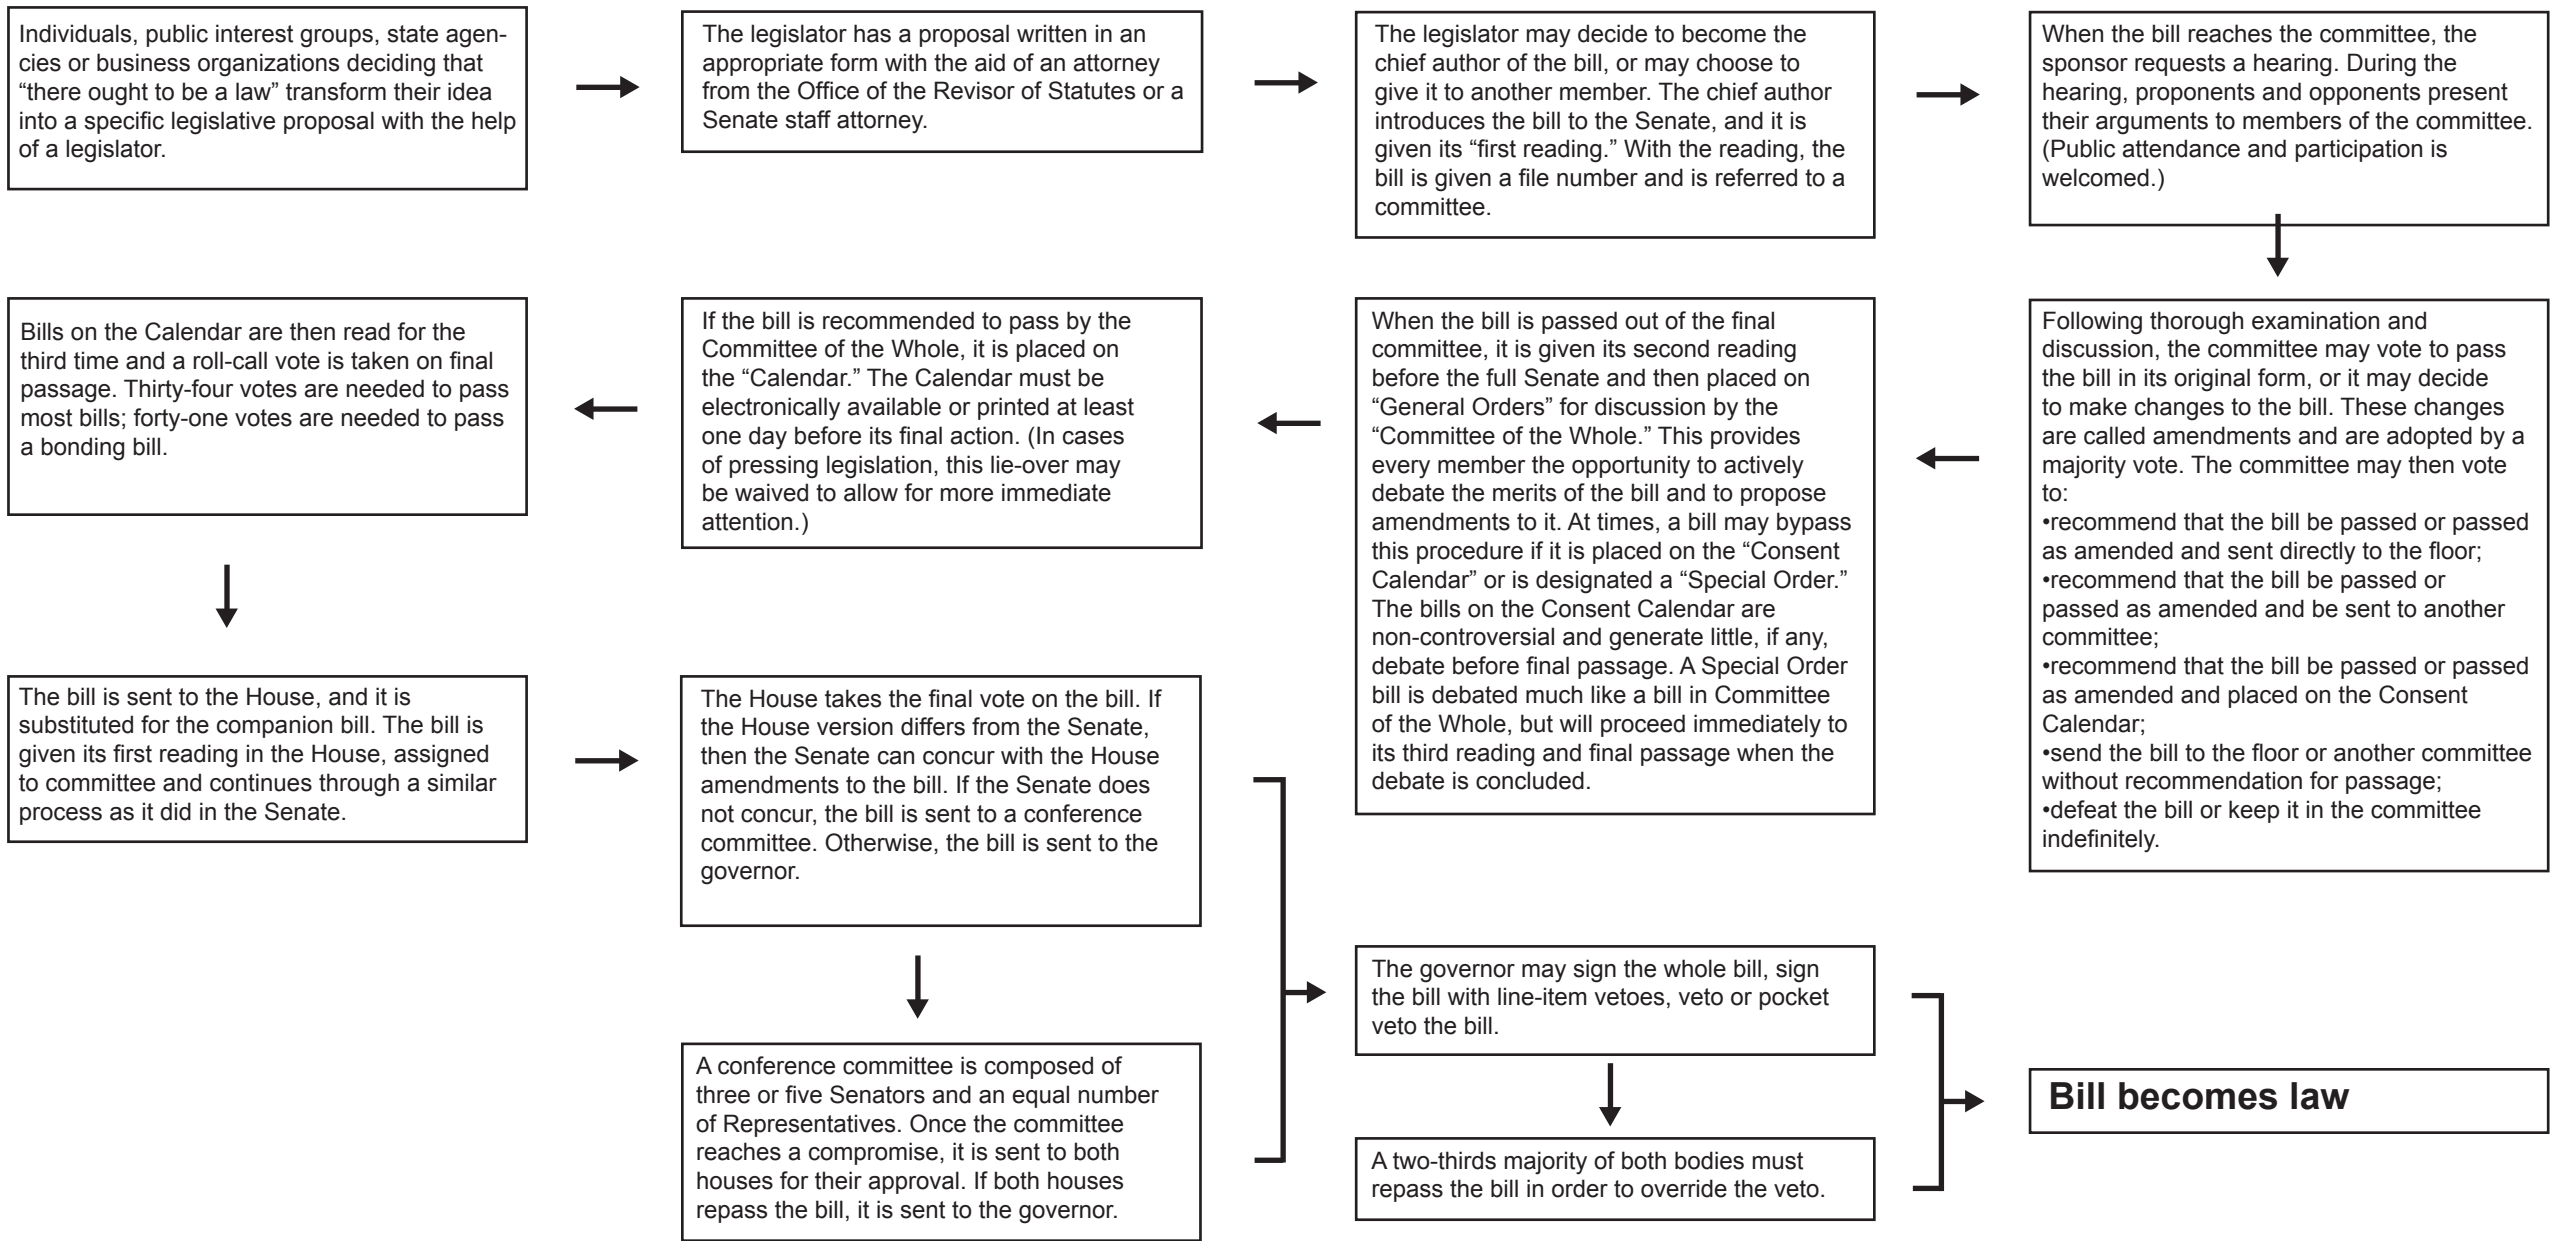 Individuals, public interest groups, state agen-
cies or business organizations deciding that
“there ought to be a law” transform their idea
into a specific legislative proposal with the help
of a legislator.
The legislator has a proposal written in an
appropriate form with the aid of an attorney
from the Office of the Revisor of Statutes or a
Senate staff attorney.
The legislator may decide to become the
chief author of the bill, or may choose to
give it to another member. The chief author
introduces the bill to the Senate, and it is
given its “first reading.” With the reading, the
bill is given a file number and is referred to a
committee.
When the bill reaches the committee, the
sponsor requests a hearing. During the
hearing, proponents and opponents present
their arguments to members of the committee.
(Public attendance and participation is
welcomed.)
Following thorough examination and
discussion, the committee may vote to pass
the bill in its original form, or it may decide
to make changes to the bill. These changes
are called amendments and are adopted by a
majority vote. The committee may then vote
to:
•recommend that the bill be passed or passed
as amended and sent directly to the floor;
•recommend that the bill be passed or
passed as amended and be sent to another
committee;
•recommend that the bill be passed or passed
as amended and placed on the Consent
Calendar;
•send the bill to the floor or another committee
without recommendation for passage;
•defeat the bill or keep it in the committee
indefinitely.
When the bill is passed out of the final
committee, it is given its second reading
before the full Senate and then placed on
“General Orders” for discussion by the
“Committee of the Whole.” This provides
every member the opportunity to actively
debate the merits of the bill and to propose
amendments to it. At times, a bill may bypass
this procedure if it is placed on the “Consent
Calendar” or is designated a “Special Order.”
The bills on the Consent Calendar are
non-controversial and generate little, if any,
debate before final passage. A Special Order
bill is debated much like a bill in Committee
of the Whole, but will proceed immediately to
its third reading and final passage when the
debate is concluded.
If the bill is recommended to pass by the
Committee of the Whole, it is placed on
the “Calendar.” The Calendar must be
electronically available or printed at least
one day before its final action. (In cases
of pressing legislation, this lie-over may
be waived to allow for more immediate
attention.)
Bills on the Calendar are then read for the
third time and a roll-call vote is taken on final
passage. Thirty-four votes are needed to pass
most bills; forty-one votes are needed to pass
a bonding bill.
The bill is sent to the House, and it is
substituted for the companion bill. The bill is
given its first reading in the House, assigned
to committee and continues through a similar
process as it did in the Senate.
The House takes the final vote on the bill. If
the House version differs from the Senate,
then the Senate can concur with the House
amendments to the bill. If the Senate does
not concur, the bill is sent to a conference
committee. Otherwise, the bill is sent to the
governor.
A conference committee is composed of
three or five Senators and an equal number
of Representatives. Once the committee
reaches a compromise, it is sent to both
houses for their approval. If both houses
repass the bill, it is sent to the governor.
The governor may sign the whole bill, sign
the bill with line-item vetoes, veto or pocket
veto the bill.
A two-thirds majority of both bodies must
repass the bill in order to override the veto.
Bill becomes law